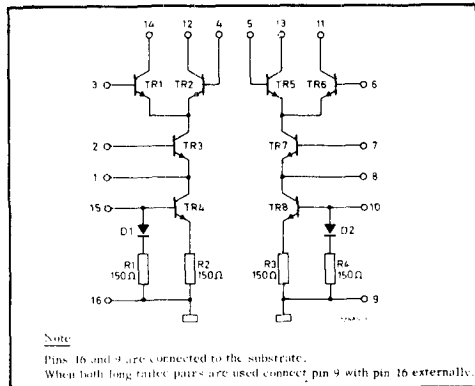 14 12 4 5 13 11
3 TR1 TR2 TR5 TR6 6
2 TR3 TR7 7
1 8
15 TR4 TR8 10
D1 D2
R1 R2 R3 R4
150Ω 150Ω 150Ω 150Ω
16 9
Note
Pins 16 and 9 are connected to the substrate.
When both long tailed pairs are used connect pin 9 with pin 16 externally.